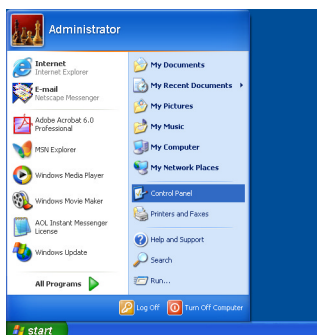 Administrator
Internet
Internet Explorer
E-mail
Netscape Messenger
Adobe Acrobat 6.0
Professional
MSN Explorer
Windows Media Player
Windows Movie Maker
AOL Instant Messenger
License
Windows Update
All Programs
My Documents
My Recent Documents
My Pictures
My Music
My Computer
My Network Places
Control Panel
Printers and Faxes
Help and Support
Search
Run...
Log Off
Turn Off Computer
start